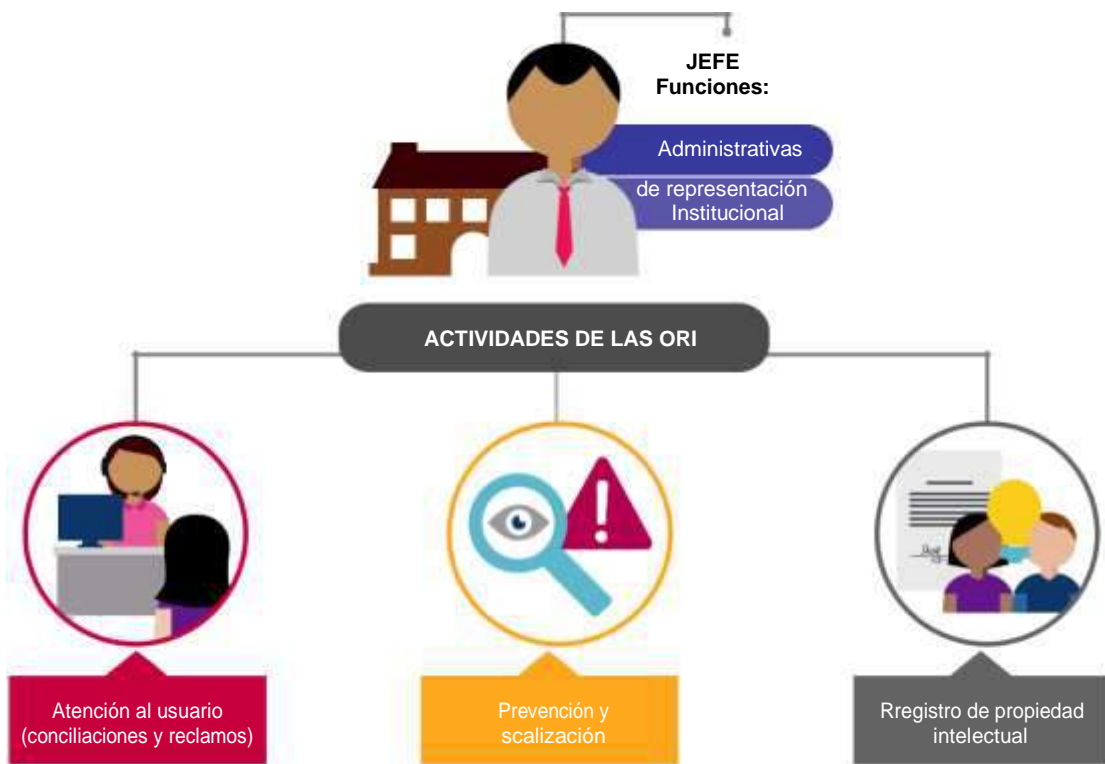 JEFE
Funciones:
Administrativas
de representación
Institucional
ACTIVIDADES DE LAS ORI
Atención al usuario
(conciliaciones y reclamos)
Prevención y
scalización
Rregistro de propiedad
intelectual